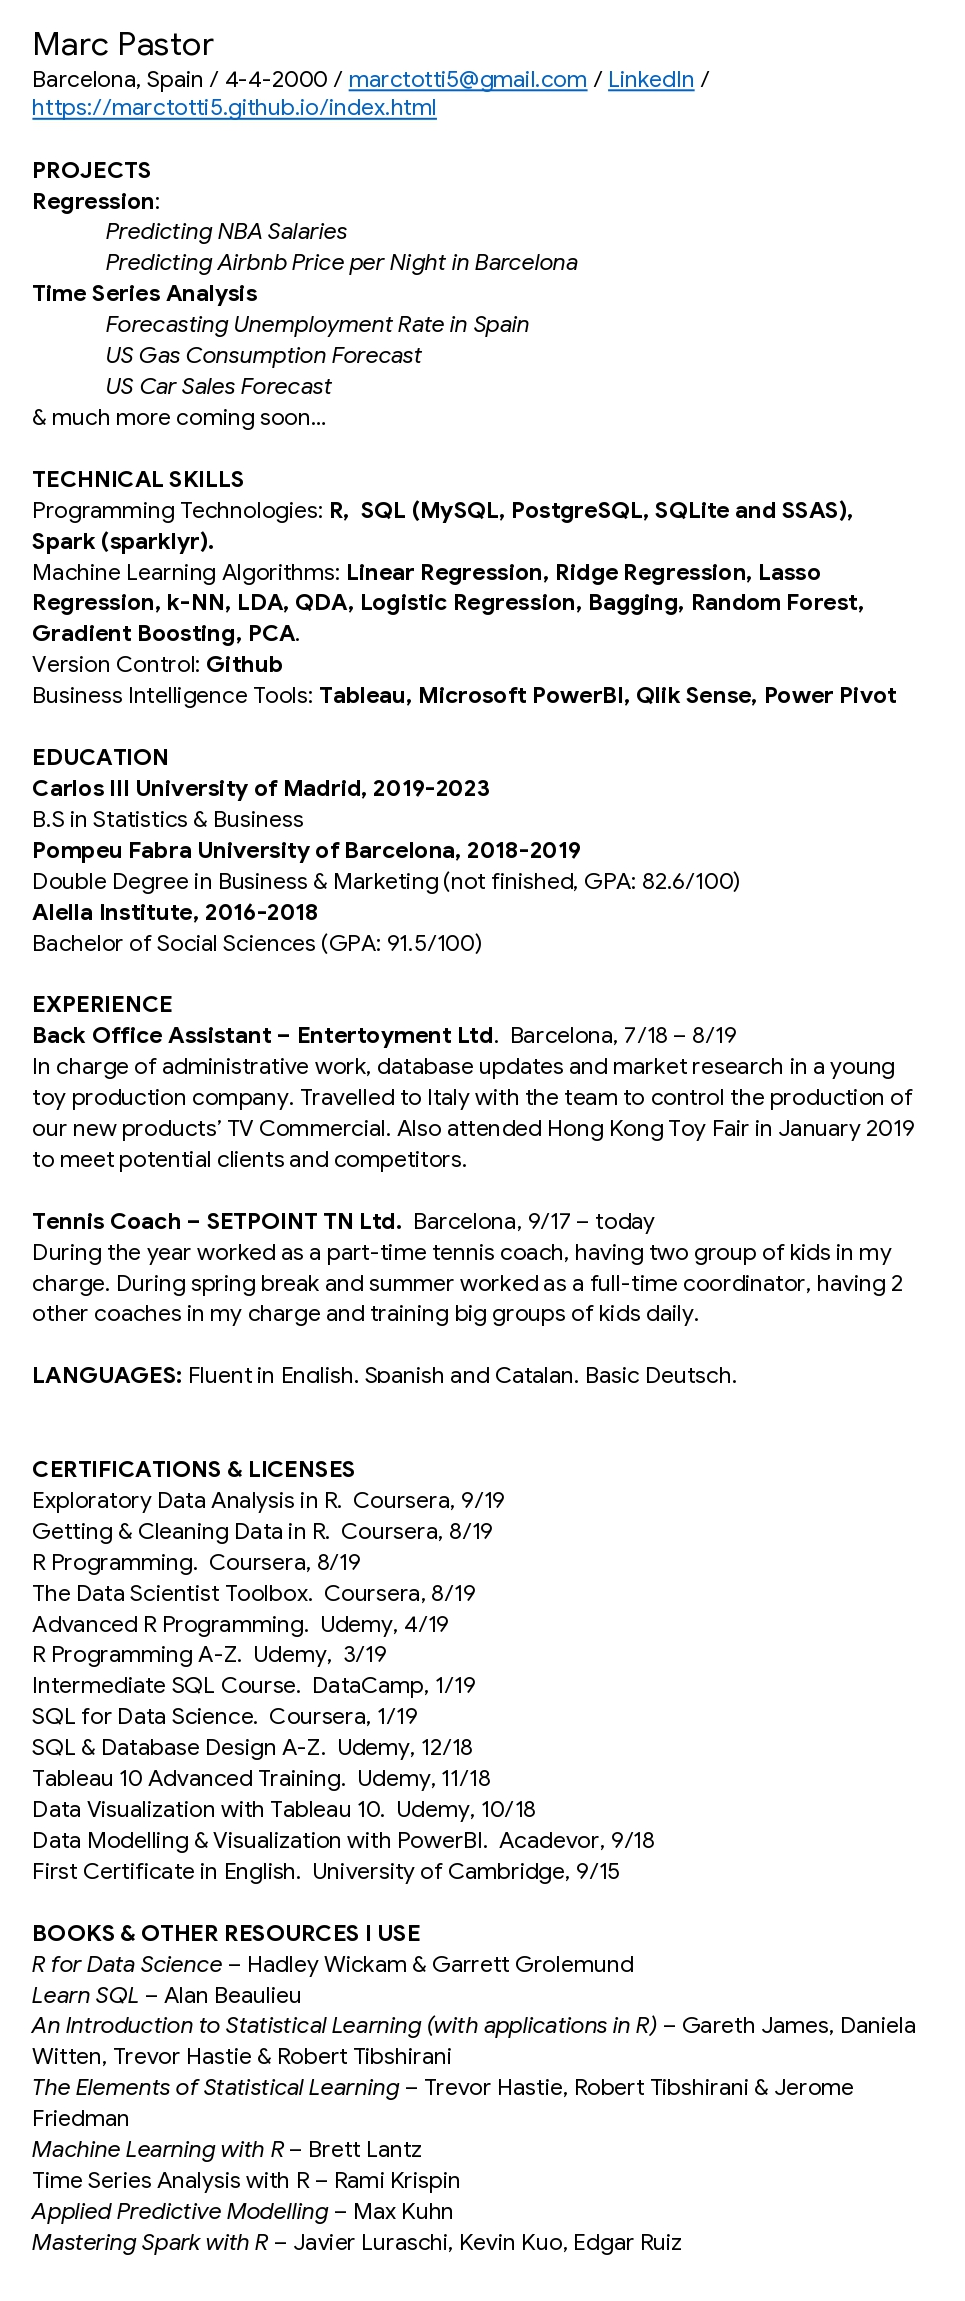 Marc Pastor
Barcelona, Spain / 4-4-2000 / marctotti5@gmail.com / LinkedIn /
https://marctotti5.github.io/index.html
PROJECTS
Regression:
Predicting NBA Salaries
Predicting Airbnb Price per Night in Barcelona
Time Series Analysis
Forecasting Unemployment Rate in Spain
US Gas Consumption Forecast
US Car Sales Forecast
& much more coming soon...
TECHNICAL SKILLS
Programming Technologies: R,  SQL (MySQL, PostgreSQL, SQLite and SSAS),
Spark (sparklyr).
Machine Learning Algorithms: Linear Regression, Ridge Regression, Lasso
Regression, k-NN, LDA, QDA, Logistic Regression, Bagging, Random Forest,
Gradient Boosting, PCA.
Version Control: Github
Business Intelligence Tools: Tableau, Microsoft PowerBI, Qlik Sense, Power Pivot
EDUCATION
Carlos III University of Madrid, 2019-2023
B.S in Statistics & Business
Pompeu Fabra University of Barcelona, 2018-2019
Double Degree in Business & Marketing (not finished, GPA: 82.6/100)
Alella Institute, 2016-2018
Bachelor of Social Sciences (GPA: 91.5/100)
EXPERIENCE
Back Office Assistant – Entertoyment Ltd.  Barcelona, 7/18 – 8/19
In charge of administrative work, database updates and market research in a young
toy production company. Travelled to Italy with the team to control the production of
our new products’ TV Commercial. Also attended Hong Kong Toy Fair in January 2019
to meet potential clients and competitors.
Tennis Coach – SETPOINT TN Ltd.  Barcelona, 9/17 – today
During the year worked as a part-time tennis coach, having two group of kids in my
charge. During spring break and summer worked as a full-time coordinator, having 2
other coaches in my charge and training big groups of kids daily.
LANGUAGES: Fluent in English. Spanish and Catalan. Basic Deutsch.
CERTIFICATIONS & LICENSES
Exploratory Data Analysis in R.  Coursera, 9/19
Getting & Cleaning Data in R.  Coursera, 8/19
R Programming.  Coursera, 8/19
The Data Scientist Toolbox.  Coursera, 8/19
Advanced R Programming.  Udemy, 4/19
R Programming A-Z.  Udemy,  3/19
Intermediate SQL Course.  DataCamp, 1/19
SQL for Data Science.  Coursera, 1/19
SQL & Database Design A-Z.  Udemy, 12/18
Tableau 10 Advanced Training.  Udemy, 11/18
Data Visualization with Tableau 10.  Udemy, 10/18
Data Modelling & Visualization with PowerBI.  Acadevor, 9/18
First Certificate in English.  University of Cambridge, 9/15
BOOKS & OTHER RESOURCES I USE
R for Data Science – Hadley Wickam & Garrett Grolemund
Learn SQL – Alan Beaulieu
An Introduction to Statistical Learning (with applications in R) – Gareth James, Daniela
Witten, Trevor Hastie & Robert Tibshirani
The Elements of Statistical Learning – Trevor Hastie, Robert Tibshirani & Jerome
Friedman
Machine Learning with R – Brett Lantz
Time Series Analysis with R – Rami Krispin
Applied Predictive Modelling – Max Kuhn
Mastering Spark with R – Javier Luraschi, Kevin Kuo, Edgar Ruiz